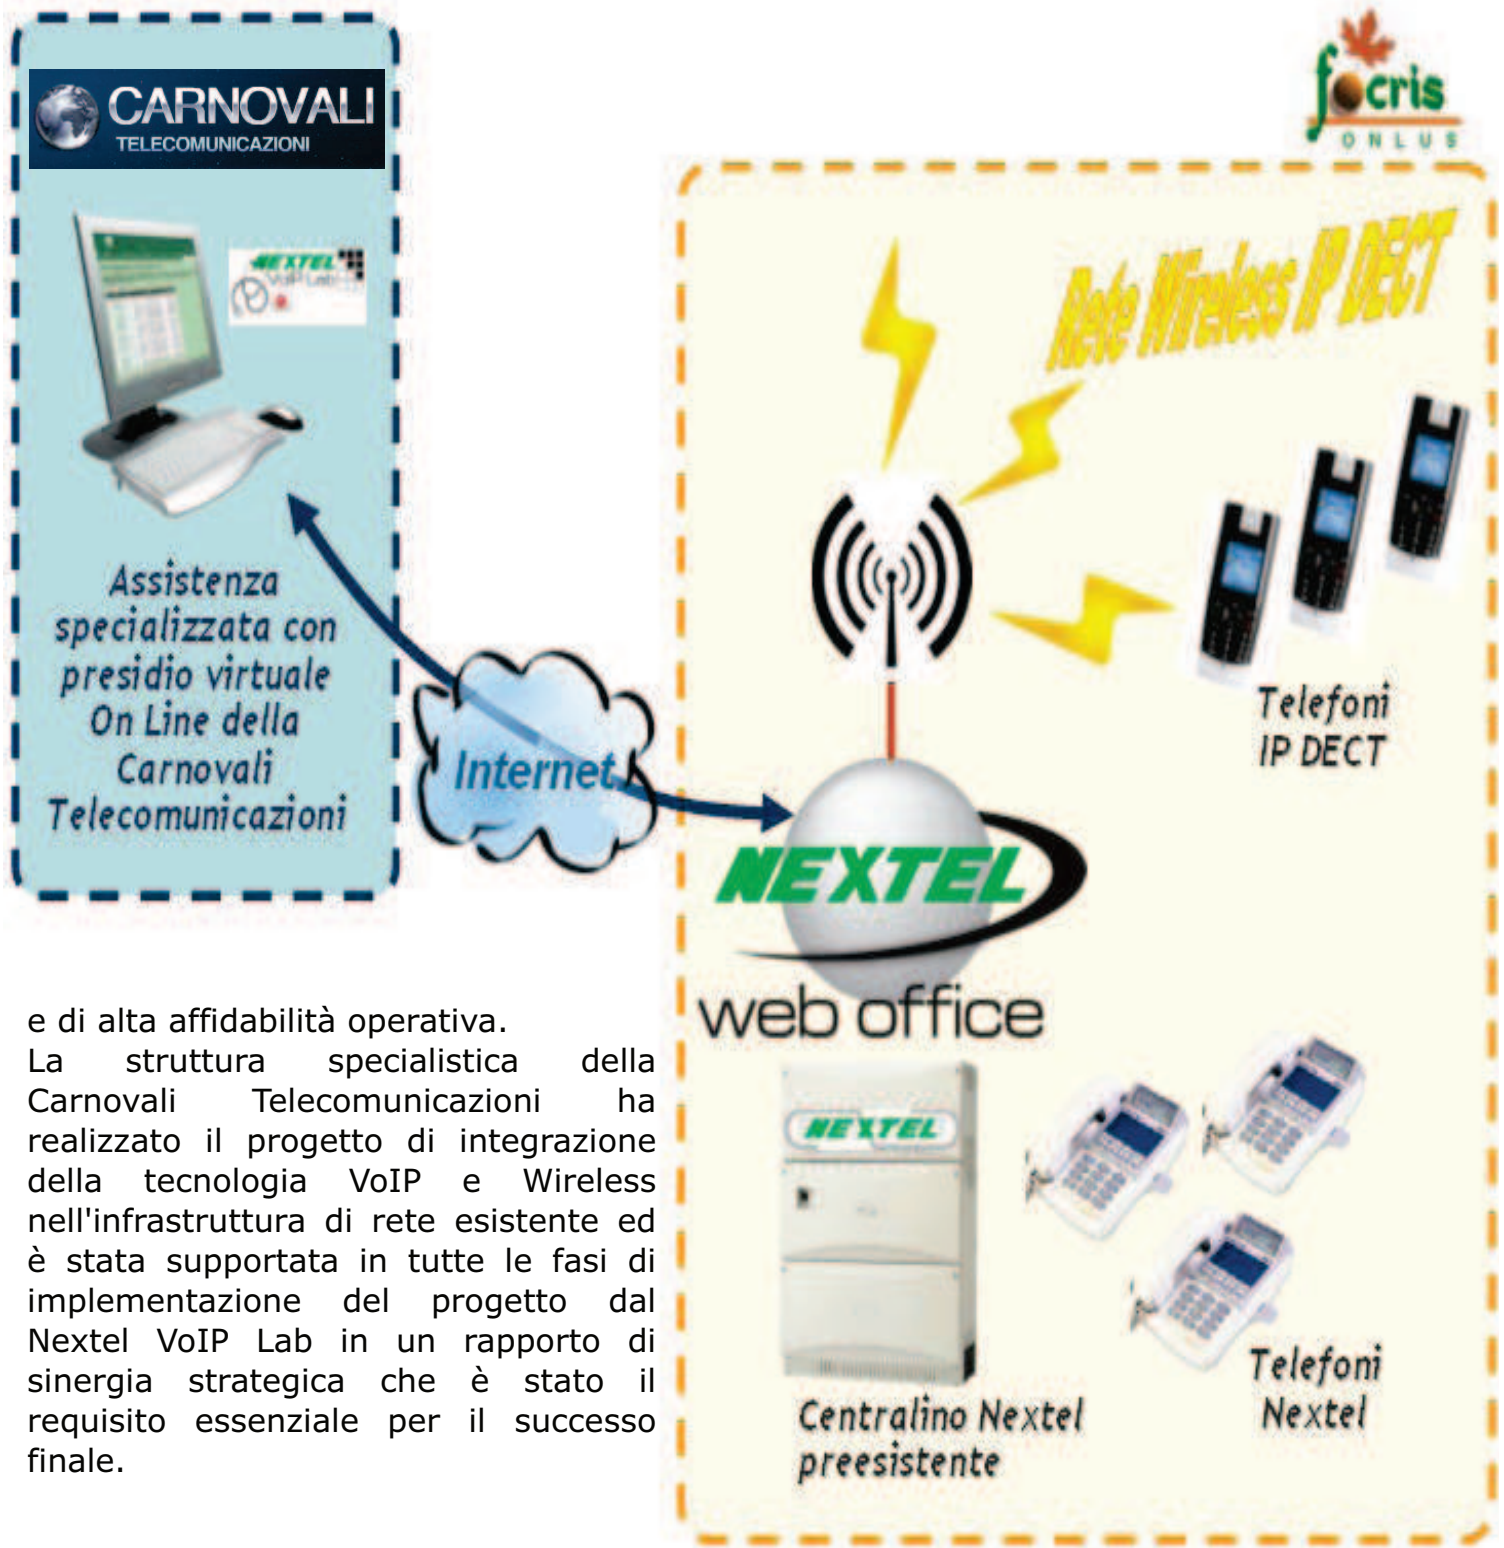 CARNOVALI
TELECOMUNICAZIONI
NEXTEL
VoIP Lab
Assistenza
specializzata con
presidio virtuale
On Line della
Carnovali
Telecomunicazioni
Internet
focris
ONLUS
Rete Wireless IP DECT
Telefoni
IP DECT
NEXTEL
web office
NEXTEL
Centralino Nextel
preesistente
Telefoni
Nextel
e di alta affidabilità operativa.
La struttura specialistica della
Carnovali Telecomunicazioni ha
realizzato il progetto di integrazione
della tecnologia VoIP e Wireless
nell'infrastruttura di rete esistente ed
è stata supportata in tutte le fasi di
implementazione del progetto dal
Nextel VoIP Lab in un rapporto di
sinergia strategica che è stato il
requisito essenziale per il successo
finale.